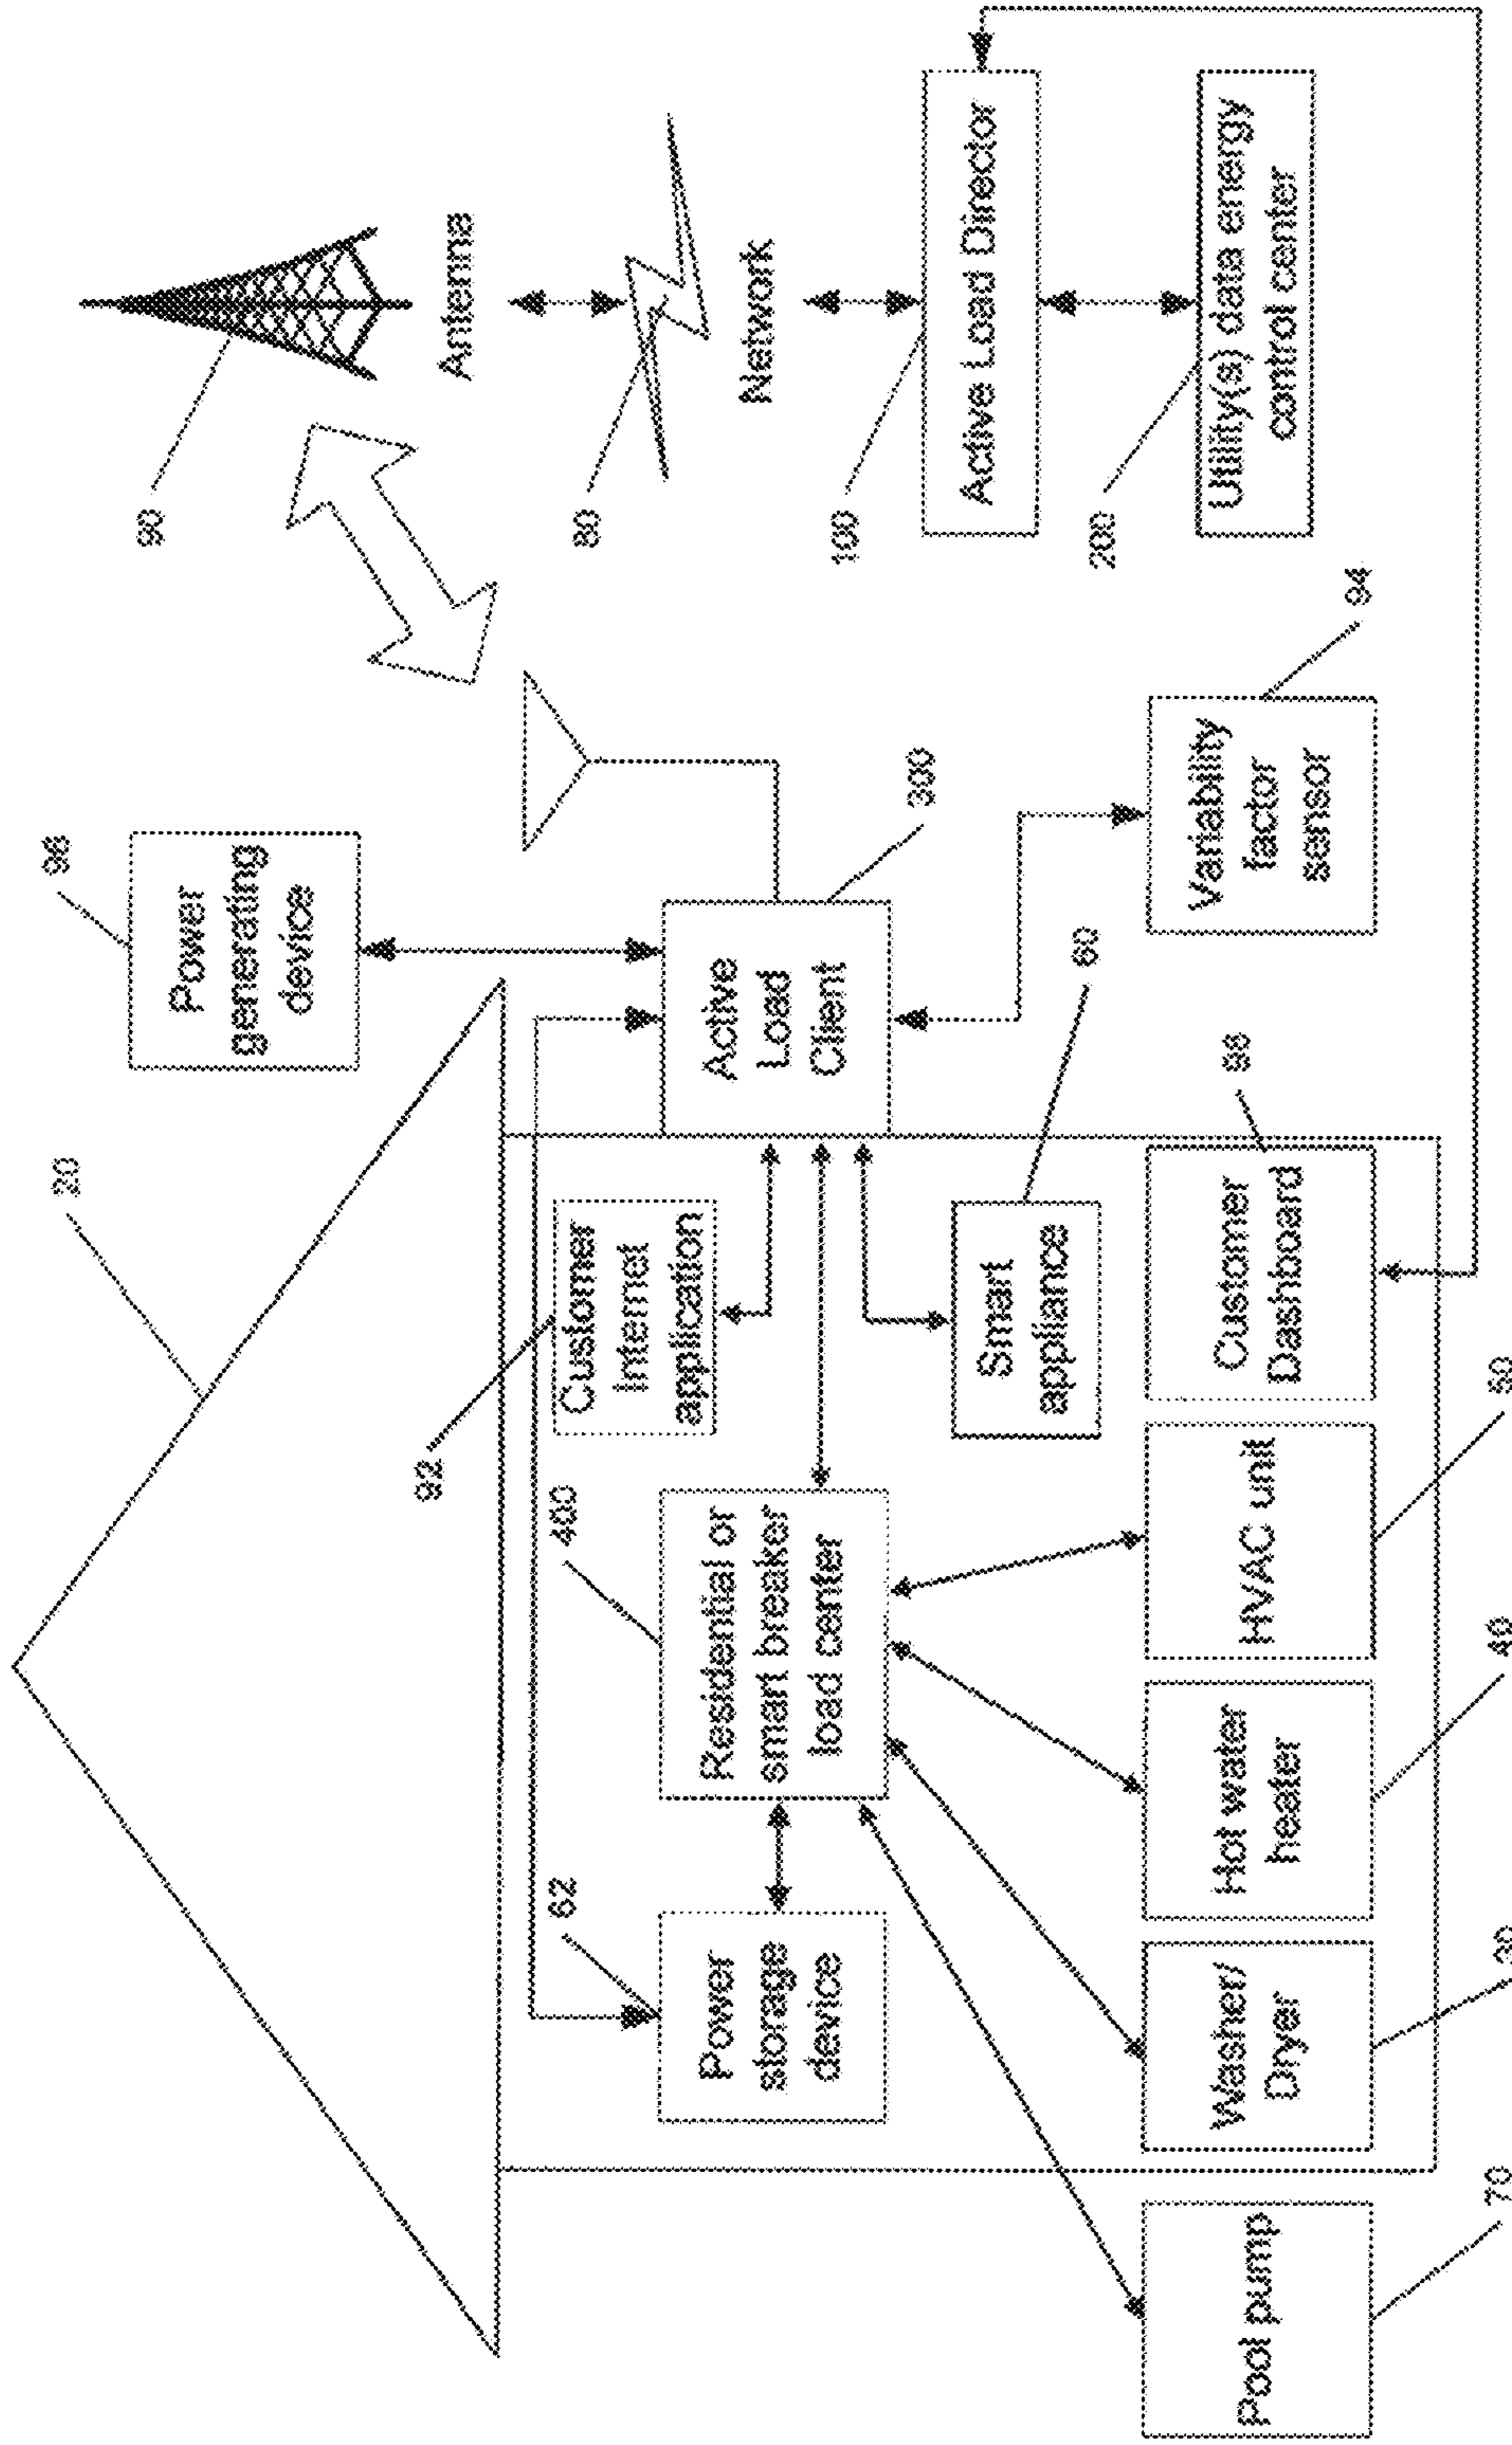 20
Power
generating
device
90
Antenna
92
62
400
Customer
Internet
application
80
Network
Power
storage
device
Residential or
smart breaker
load center
Active
Load
Client
300
100
Active Load Director
Smart
appliance
60
200
Utility(s) data energy
control center
98
94
Pool pump
Washer/
Dryer
Hot water
heater
HVAC unit
Customer
Dashboard
Variability
factor
sensor
70
40
50